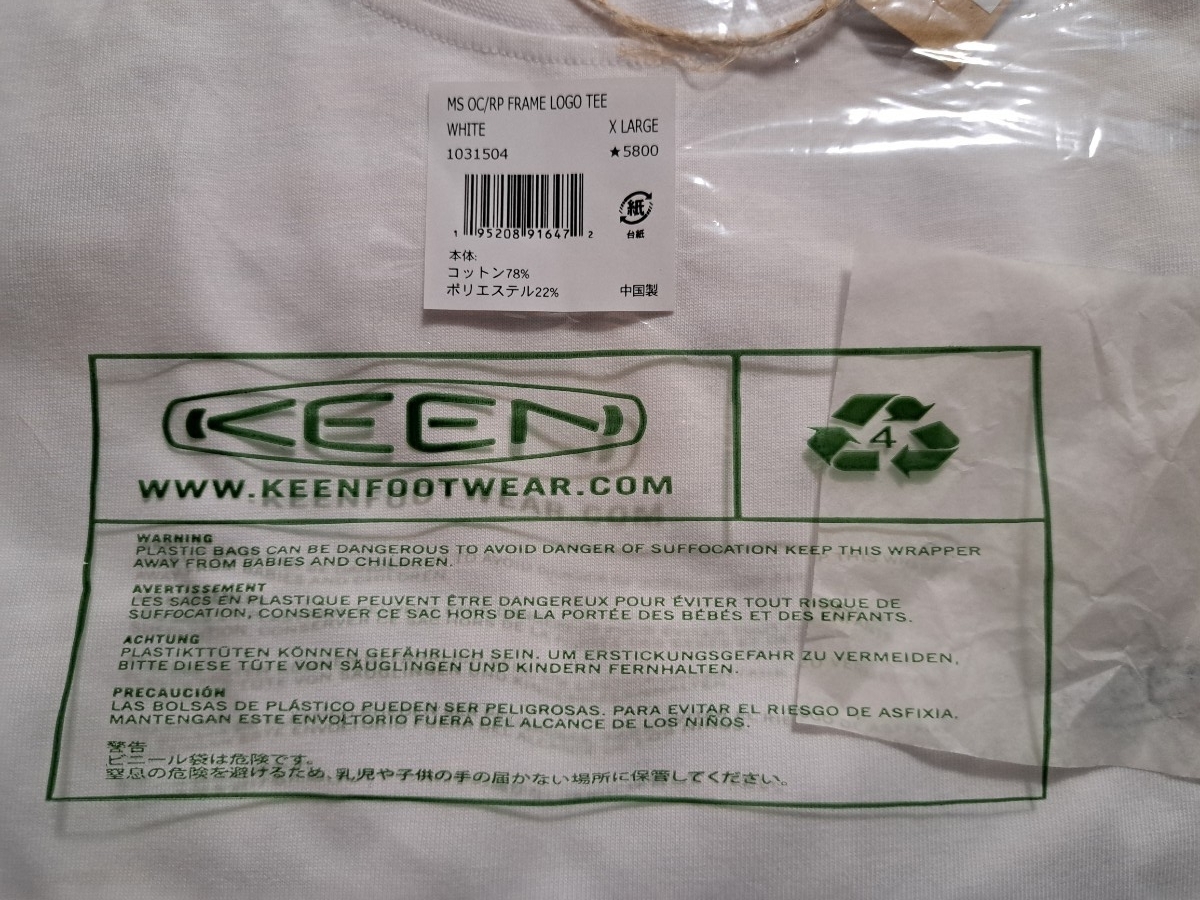 MS OC/RP FRAME LOGO TEE
WHITE X LARGE
1031504 ★5800
1 95208 91647 2
紙
台紙
本体:
コットン78%
ポリエステル22% 中国製
KEEN
4
WWW.KEENFOOTWEAR.COM
WARNING
PLASTIC BAGS CAN BE DANGEROUS TO AVOID DANGER OF SUFFOCATION KEEP THIS WRAPPER
AWAY FROM BABIES AND CHILDREN.
AVERTISSEMENT
LES SACS EN PLASTIQUE PEUVENT ÊTRE DANGEREUX POUR ÉVITER TOUT RISQUE DE
SUFFOCATION, CONSERVER CE SAC HORS DE LA PORTÉE DES BÉBÉS ET DES ENFANTS.
ACHTUNG
PLASTIKTTÜTEN KÖNNEN GEFÄHRLICH SEIN. UM ERSTICKUNGSGEFAHR ZU VERMEIDEN,
BITTE DIESE TÜTE VON SÄUGLINGEN UND KINDERN FERNHALTEN.
PRECAUCIÓN
LAS BOLSAS DE PLÁSTICO PUEDEN SER PELIGROSAS. PARA EVITAR EL RIESGO DE ASFIXIA.
MANTENGAN ESTE ENVOLTORIO FUERA DEL ALCANCE DE LOS NIÑOS.
警告
ビニール袋は危険です。
窒息の危険を避けるため、乳児や子供の手の届かない場所に保管してください。